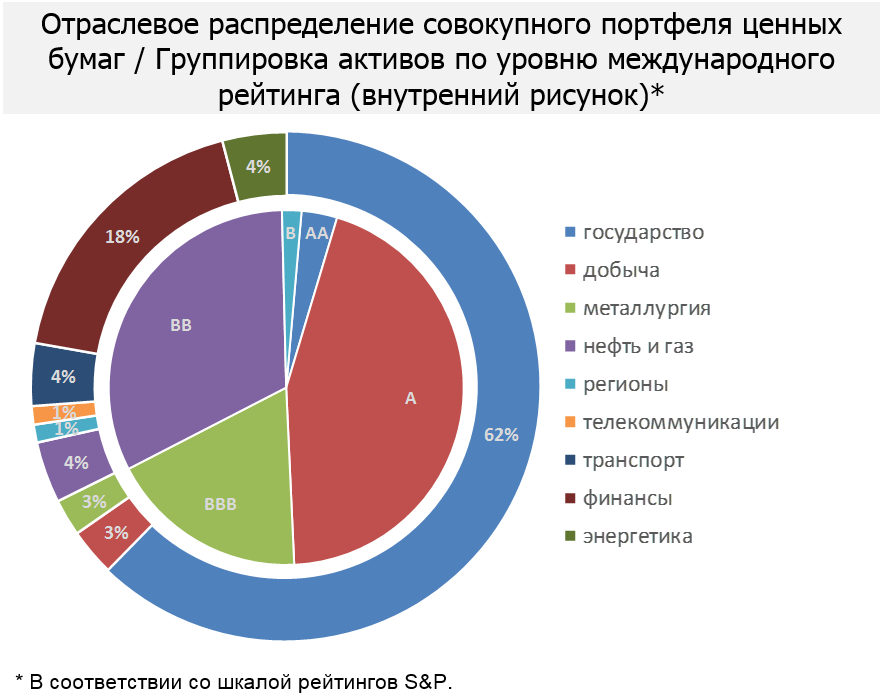 Отраслевое распределение совокупного портфеля ценных
бумаг / Группировка активов по уровню международного
рейтинга (внутренний рисунок)*
4%
18%
B
AA
BB
государство
добыча
металлургия
нефть и газ
4%
A
регионы
1%
1%
62%
телекоммуникации
4%
транспорт
3%
BBB
финансы
3%
энергетика
* В соответствии со шкалой рейтингов S&P.